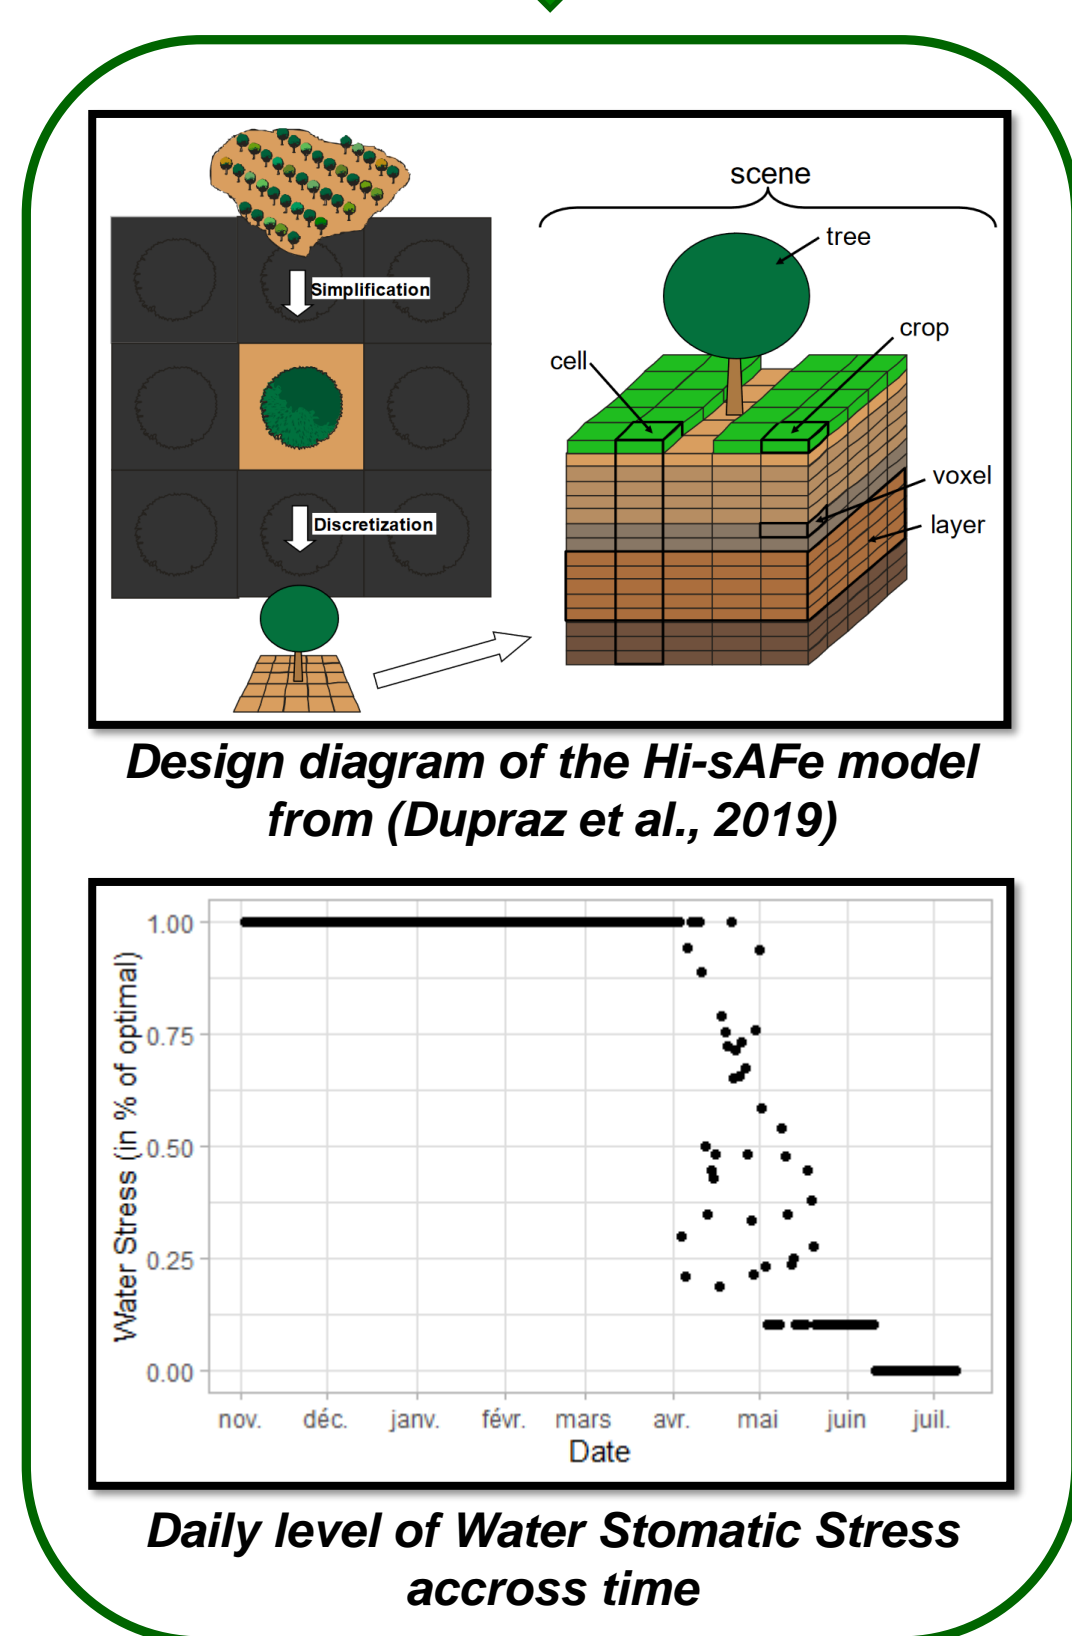 Simplification
Discretization
scene
tree
crop
cell
voxel
layer
Design diagram of the Hi-sAFe model
from (Dupraz et al., 2019)
Water Stress (in % of optimal)
1.00
0.75
0.50
0.25
0.00
nov. déc. janv. févr. mars avr. mai juin juil.
Date
Daily level of Water Stomatic Stress
accross time